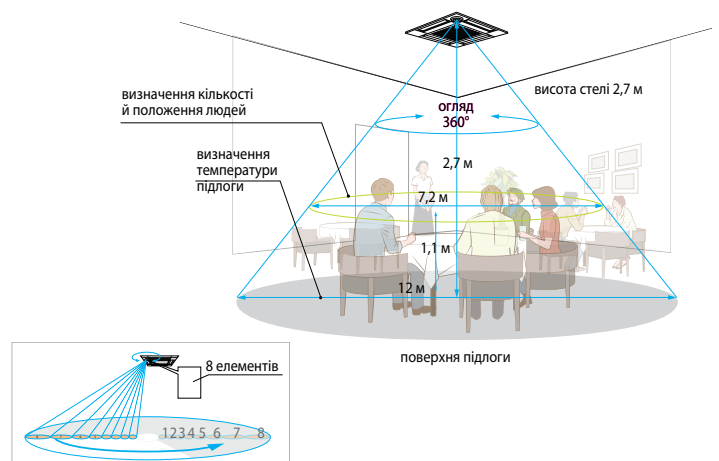 висота стелі 2,7 м
визначення кількості
й положення людей
огляд
360°
визначення
температури
підлоги
2,7 м
7,2 м
1,1 м
12 м
поверхня підлоги
8 елементів
1 2 3 4 5 6 7 8